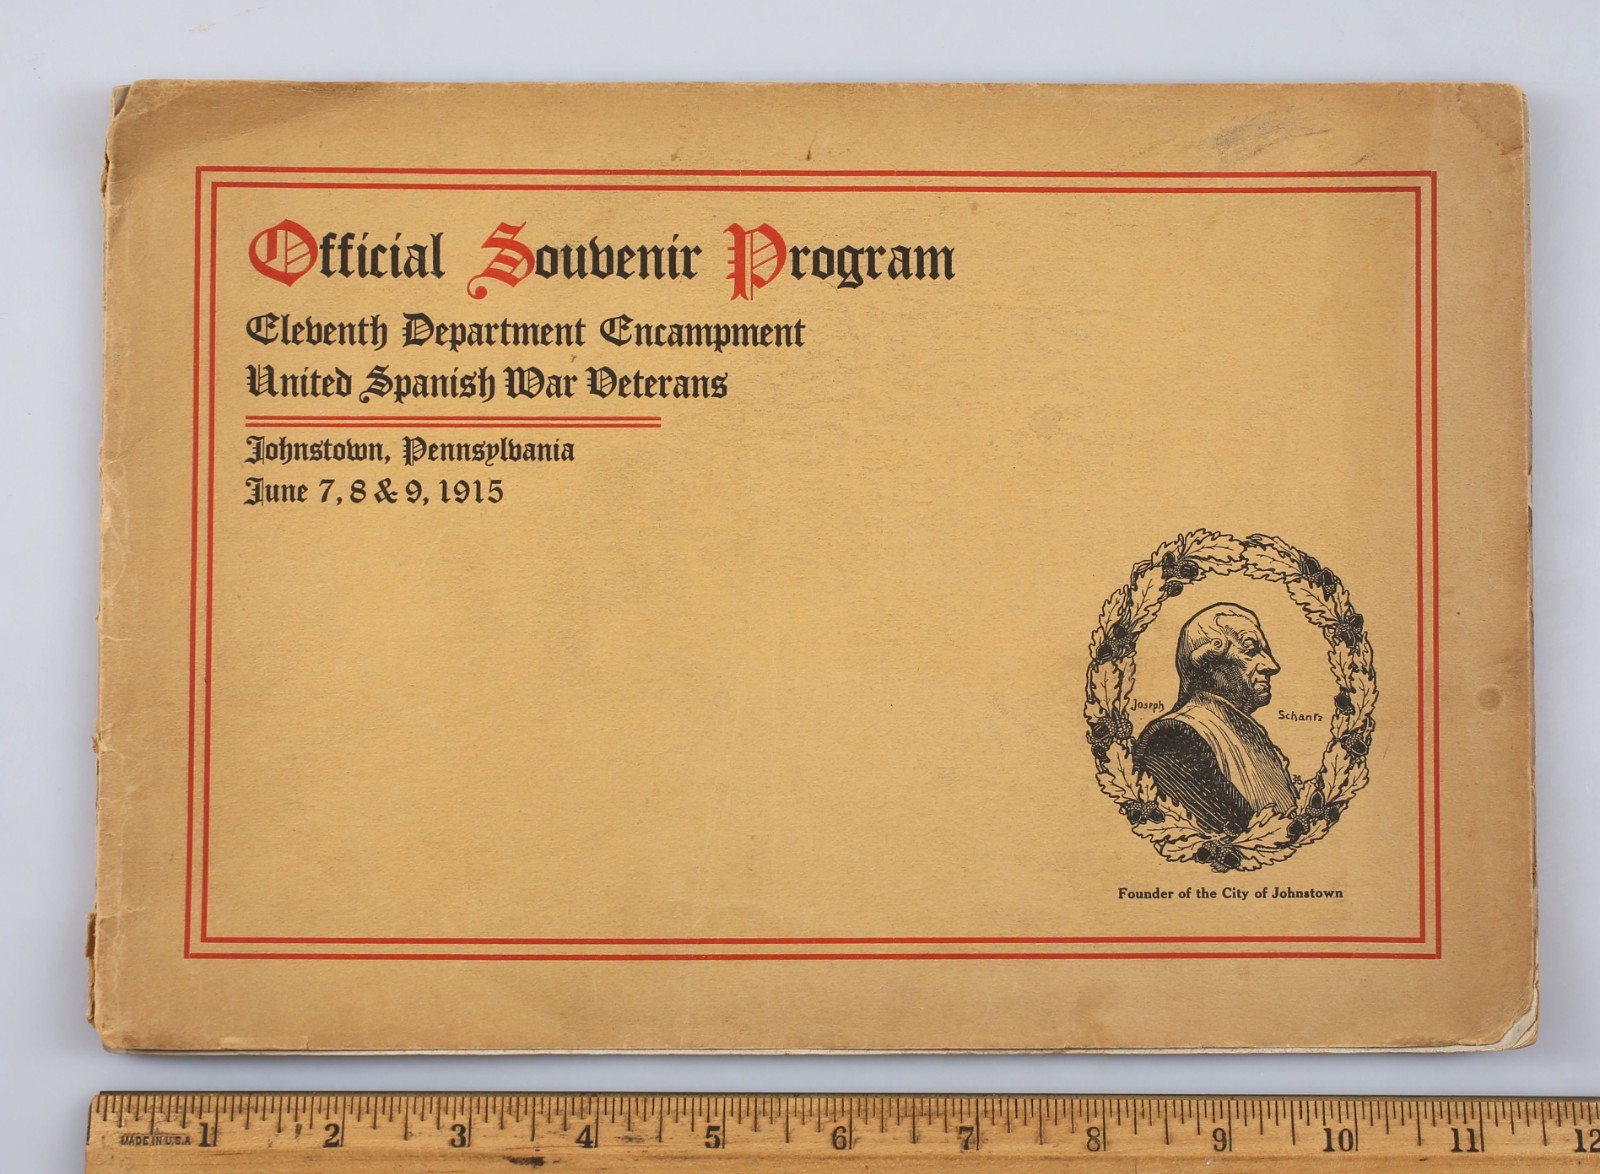 Official Souvenir Program
Eleventh Department Encampment
United Spanish War Veterans
Johnstown, Pennsylvania
June 7, 8 & 9, 1915
Joseph Schantz
Founder of the City of Johnstown
MADE IN U.S.A 1 2 3 4 5 6 7 8 9 10 11 12